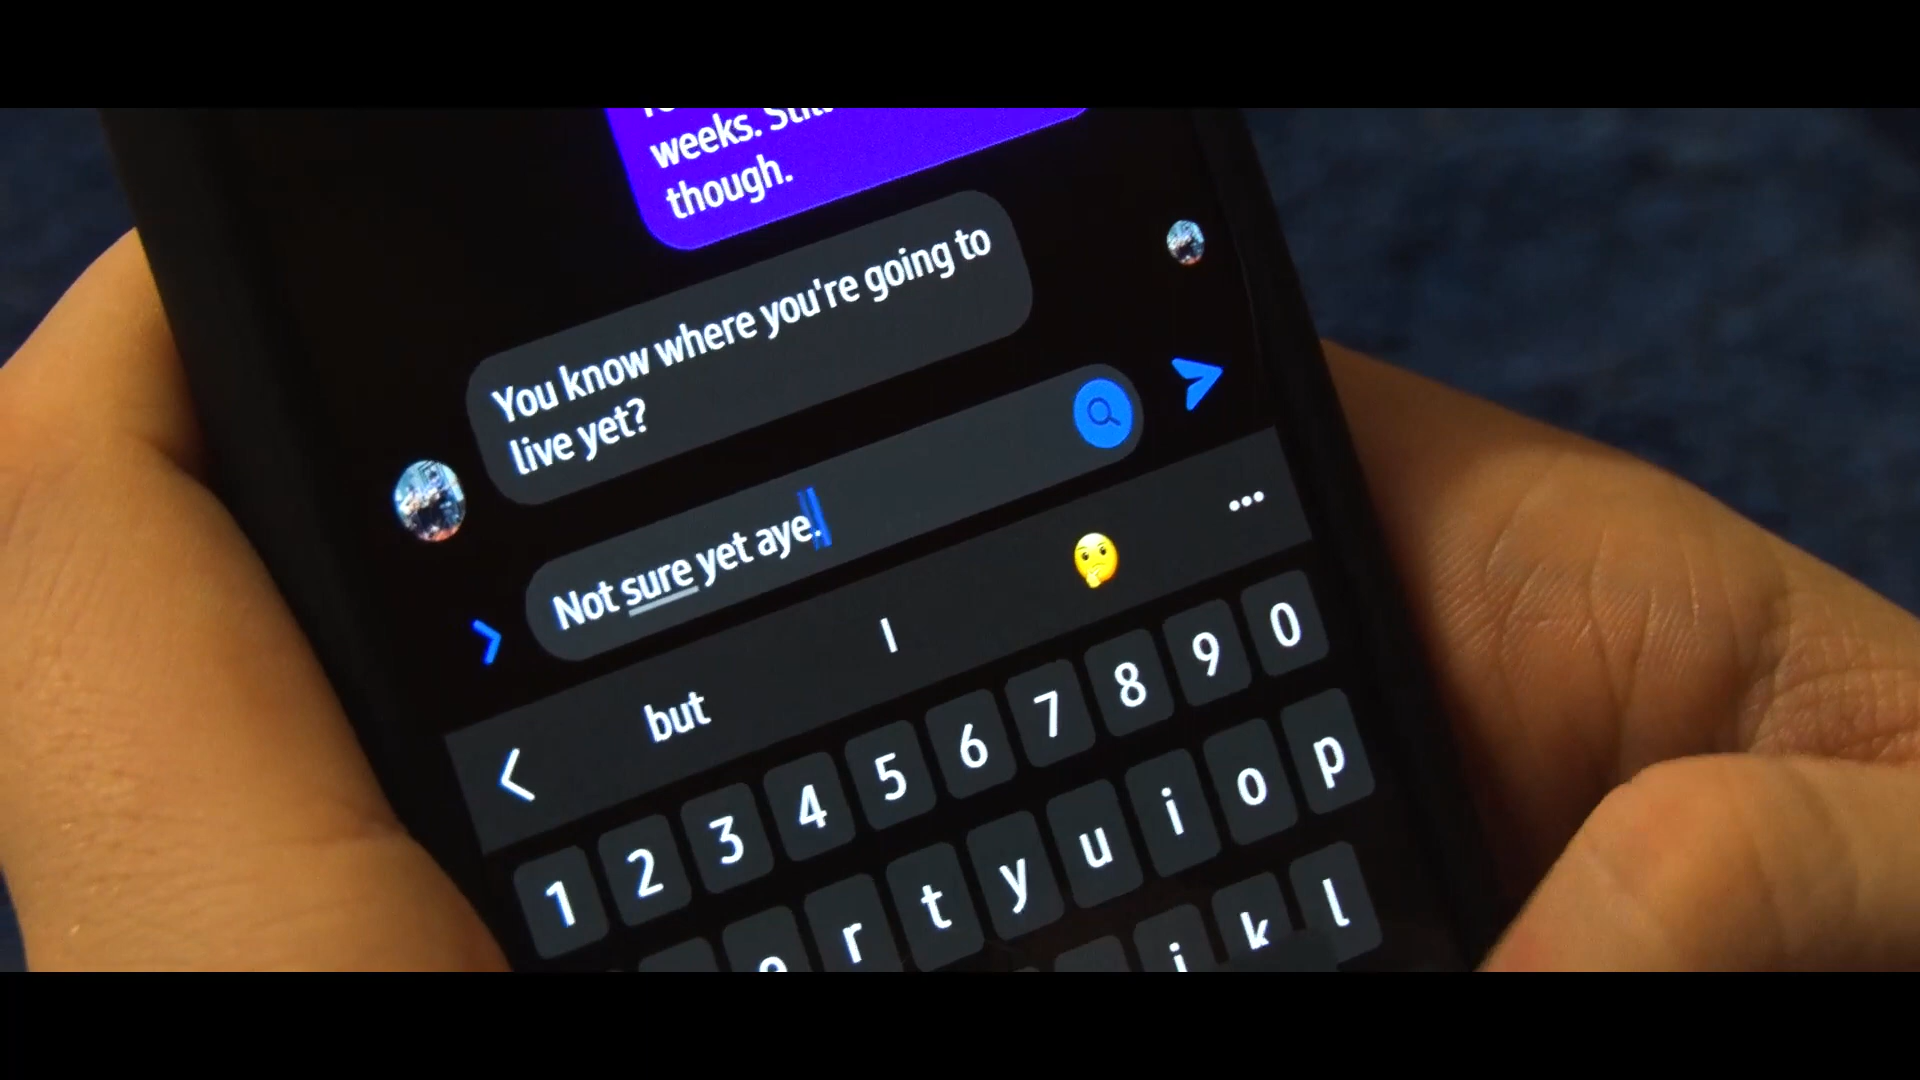 weeks. Still
though.
You know where you're going to
live yet?
Not sure yet aye.
but I 🤔
1 2 3 4 5 6 7 8 9 0
r t y u i o p
j k l